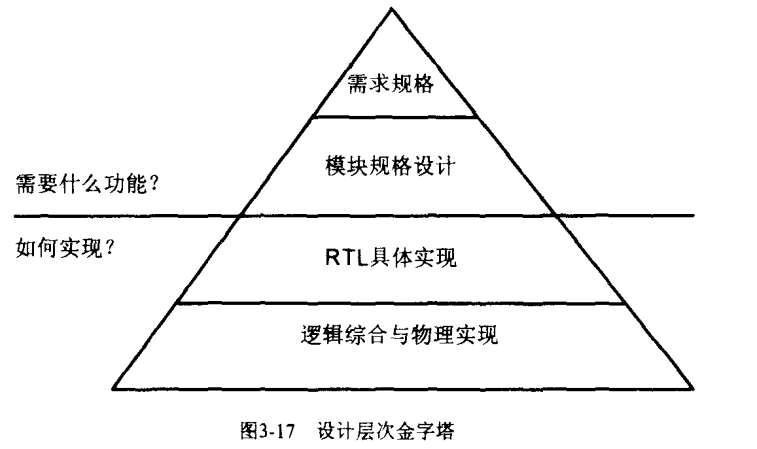 需求规格
模块规格设计
需要什么功能？
如何实现？
RTL具体实现
逻辑综合与物理实现
图3-17 设计层次金字塔